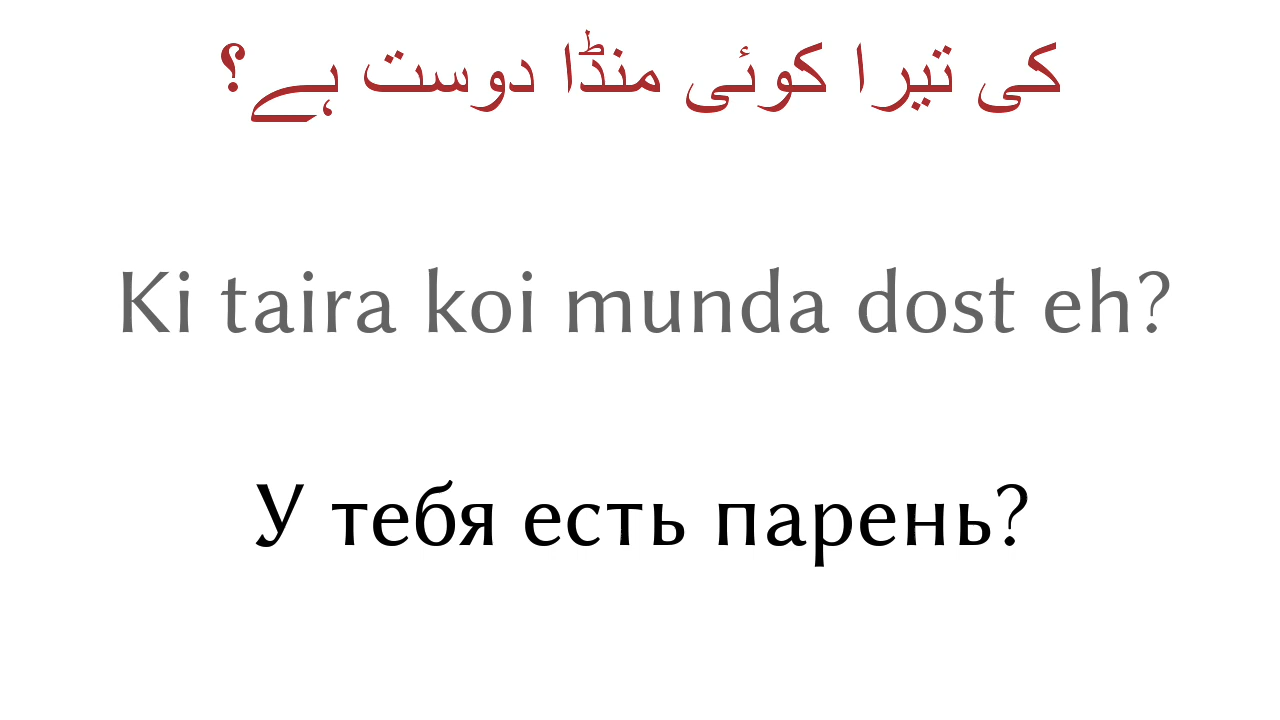 کی تیرا کوئی منڈا دوست ہے؟
Ki taira koi munda dost eh?
У тебя есть парень?